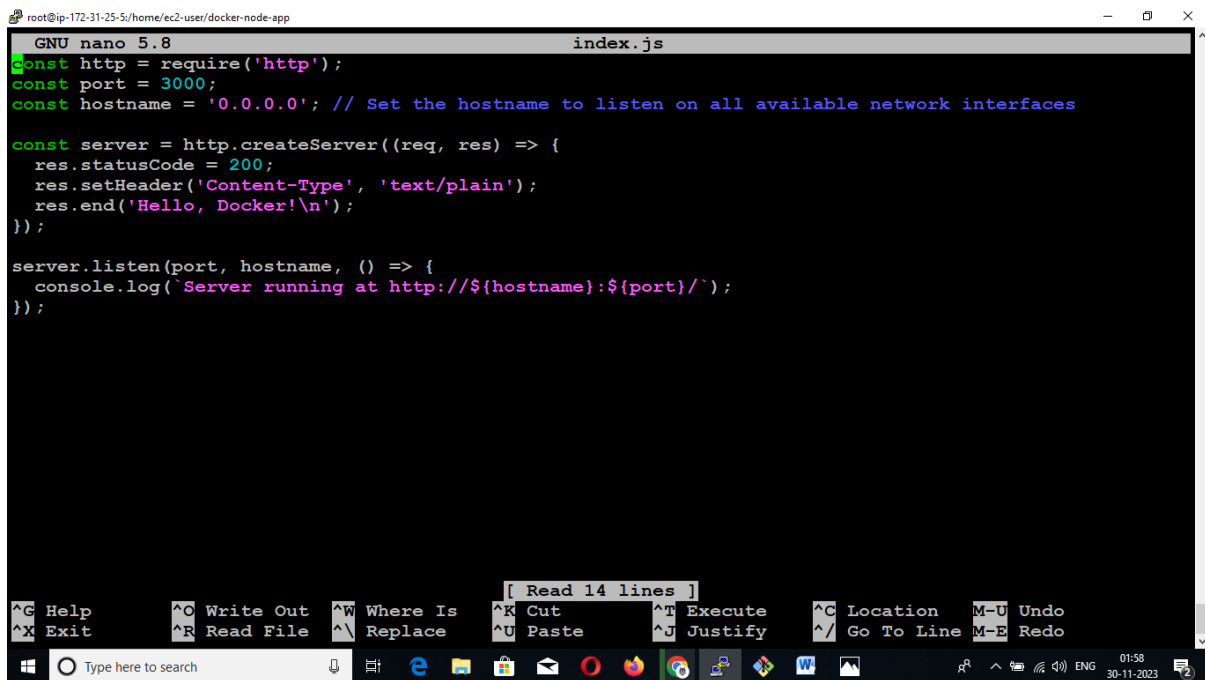 root@ip-172-31-25-5:/home/ec2-user/docker-node-app
GNU nano 5.8 index.js
const http = require('http');
const port = 3000;
const hostname = '0.0.0.0'; // Set the hostname to listen on all available network interfaces

const server = http.createServer((req, res) => {
  res.statusCode = 200;
  res.setHeader('Content-Type', 'text/plain');
  res.end('Hello, Docker!\n');
});

server.listen(port, hostname, () => {
  console.log(`Server running at http://${hostname}:${port}/`);
});

[ Read 14 lines ]
^G Help ^O Write Out ^W Where Is ^K Cut ^T Execute ^C Location M-U Undo
^X Exit ^R Read File ^\ Replace ^U Paste ^J Justify ^/ Go To Line M-E Redo
Type here to search ENG 01:58
30-11-2023 2